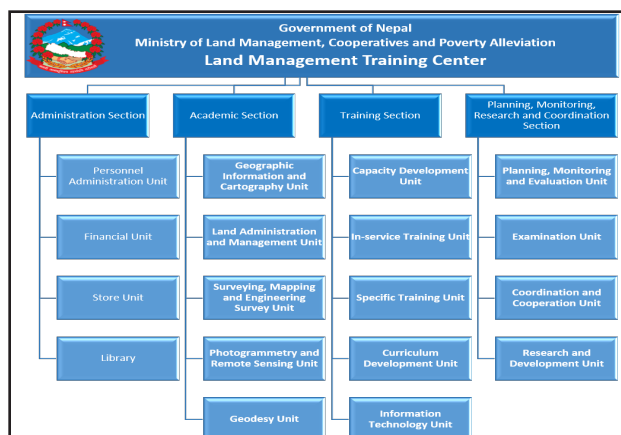 Government of Nepal
Ministry of Land Management, Cooperatives and Poverty Alleviation
Land Management Training Center
Administration Section
Personnel
Administration Unit
Financial Unit
Store Unit
Library
Academic Section
Geographic
Information and
Cartography Unit
Land Administration
and Management Unit
Surveying, Mapping
and Engineering
Survey Unit
Photogrammetry and
Remote Sensing Unit
Geodesy Unit
Training Section
Capacity Development
Unit
In-service Training Unit
Specific Training Unit
Curriculum
Development Unit
Information
Technology Unit
Planning, Monitoring,
Research and Coordination
Section
Planning, Monitoring
and Evaluation Unit
Examination Unit
Coordination and
Cooperation Unit
Research and
Development Unit